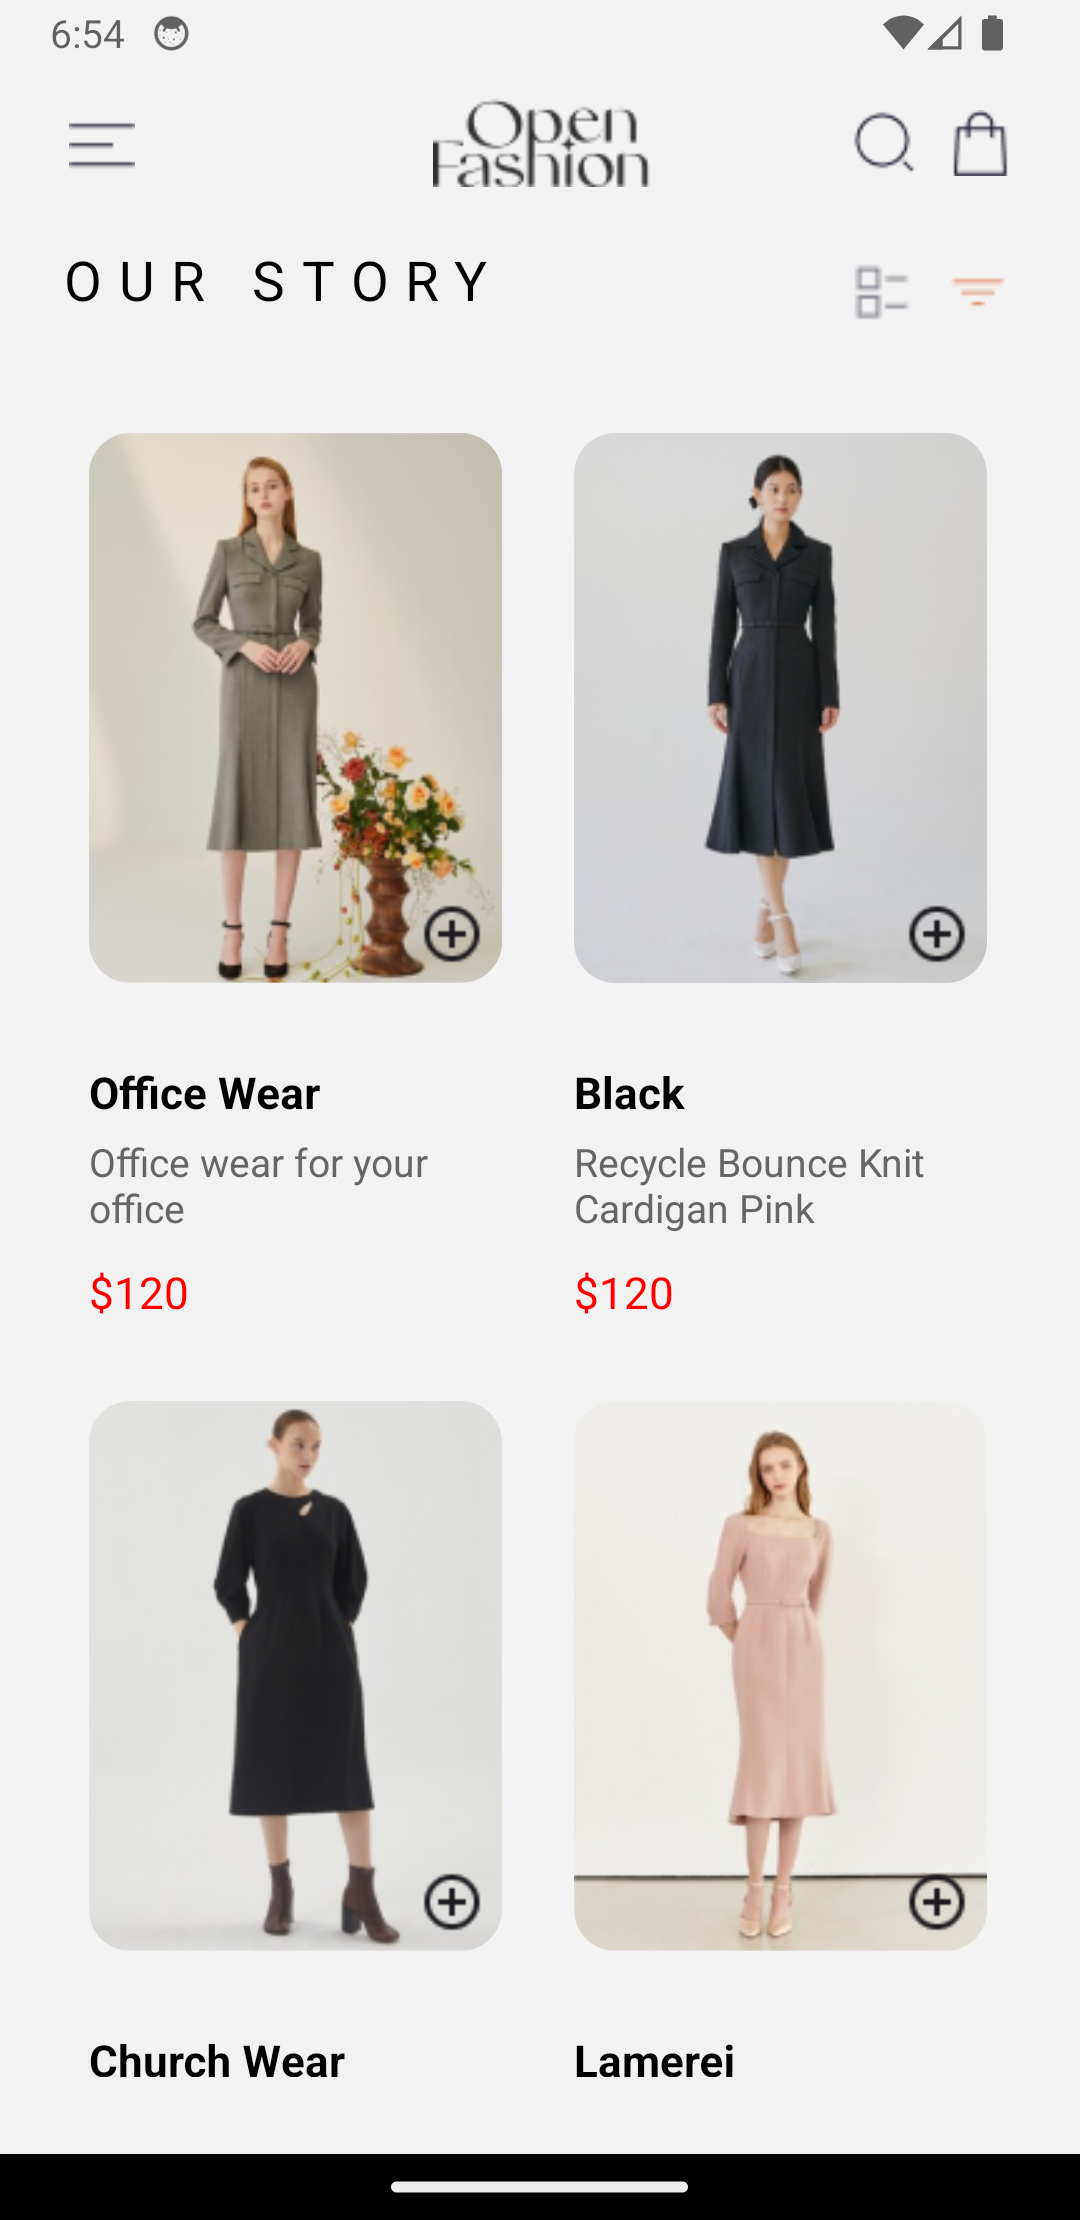 6:54
Open
Fashion
OUR STORY
Office Wear
Office wear for your
office
$120
Black
Recycle Bounce Knit
Cardigan Pink
$120
Church Wear
Lamerei